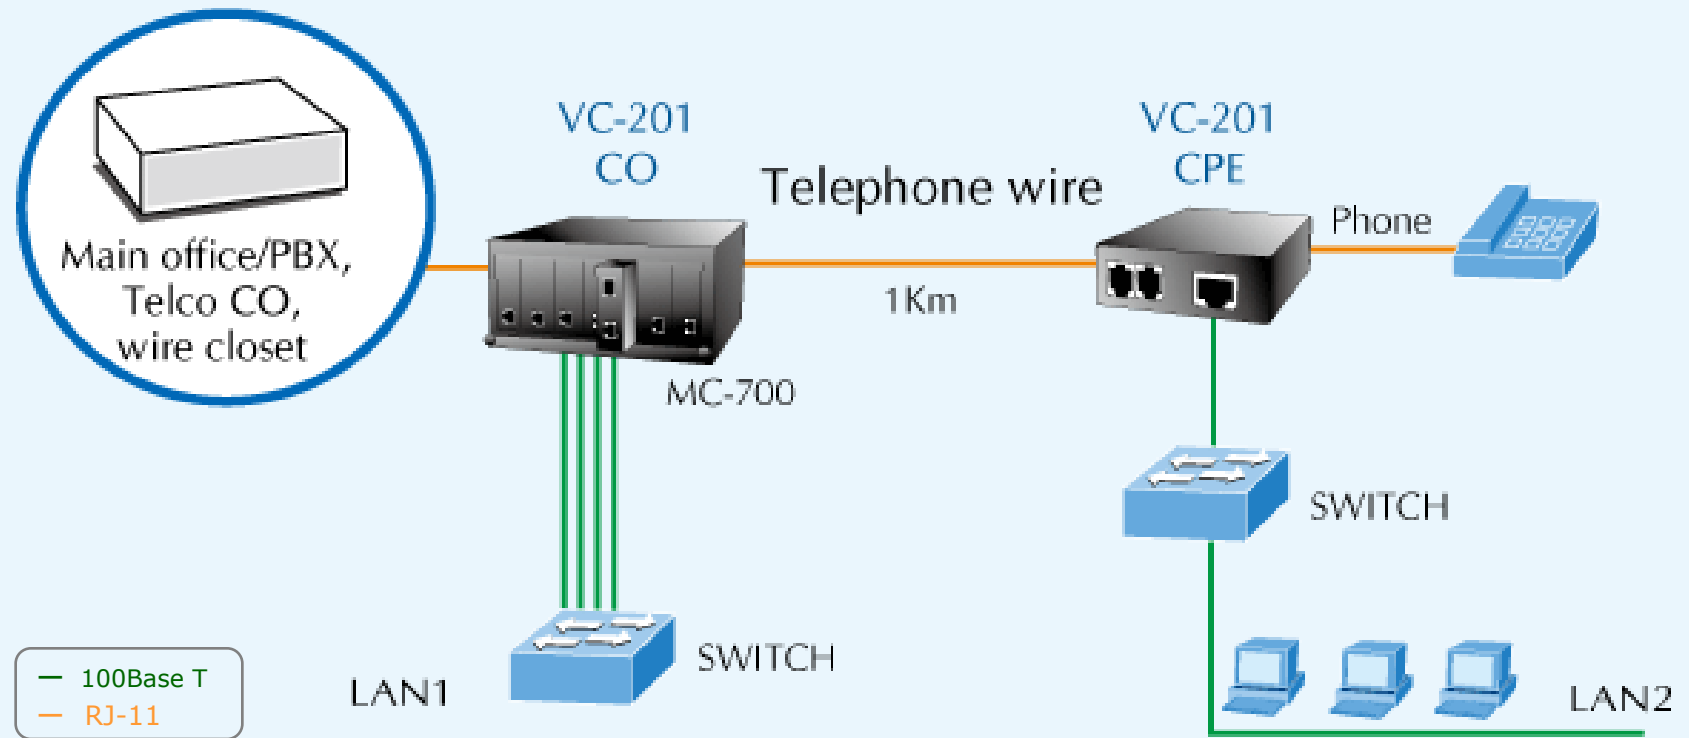 VC-201
CO
VC-201
CPE
Telephone wire
Phone
Main office/PBX,
Telco CO,
wire closet
1Km
MC-700
SWITCH
SWITCH
LAN1
LAN2
100Base T
RJ-11